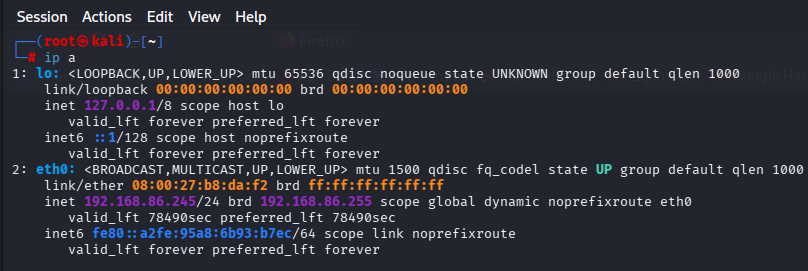 Session Actions Edit View Help
┌──(root㉿kali)-[~]
└─# ip a
1: lo: <LOOPBACK,UP,LOWER_UP> mtu 65536 qdisc noqueue state UNKNOWN group default qlen 1000
    link/loopback 00:00:00:00:00:00 brd 00:00:00:00:00:00
    inet 127.0.0.1/8 scope host lo
       valid_lft forever preferred_lft forever
    inet6 ::1/128 scope host noprefixroute
       valid_lft forever preferred_lft forever
2: eth0: <BROADCAST,MULTICAST,UP,LOWER_UP> mtu 1500 qdisc fq_codel state UP group default qlen 1000
    link/ether 08:00:27:b8:da:f2 brd ff:ff:ff:ff:ff:ff
    inet 192.168.86.245/24 brd 192.168.86.255 scope global dynamic noprefixroute eth0
       valid_lft 78490sec preferred_lft 78490sec
    inet6 fe80::a2fe:95a8:6b93:b7ec/64 scope link noprefixroute
       valid_lft forever preferred_lft forever